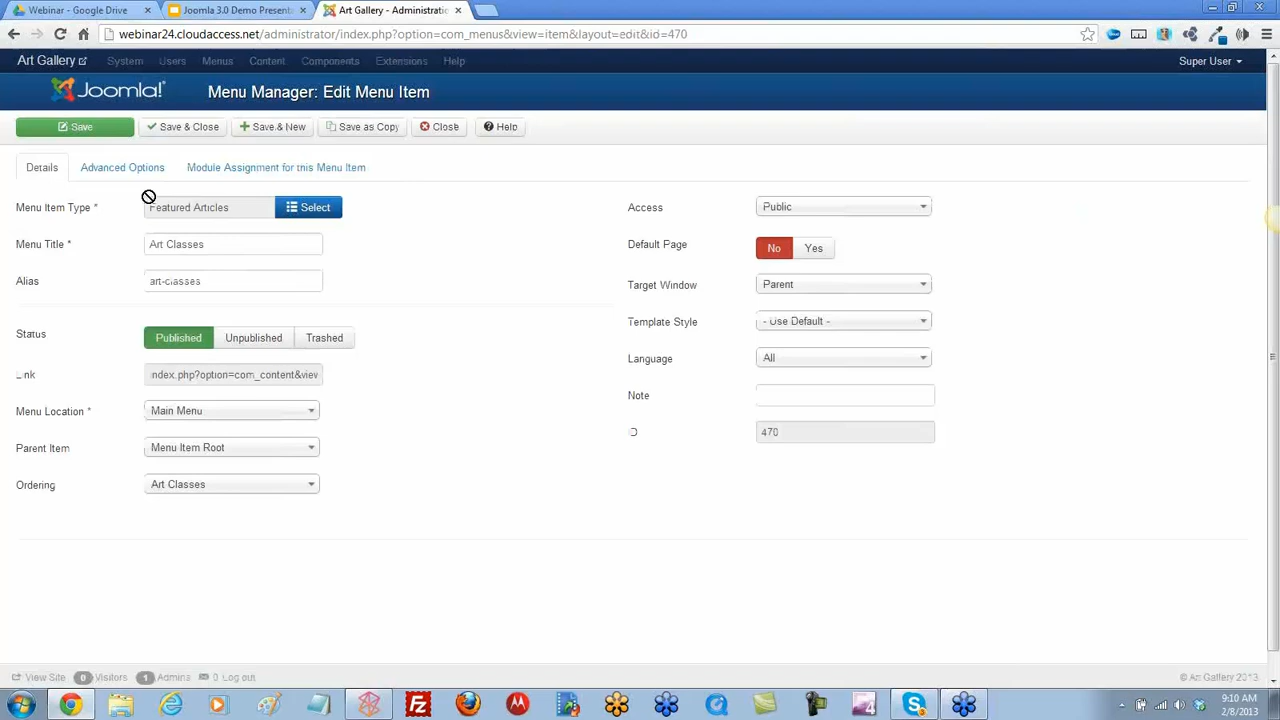 Webinar - Google Drive
Joomla 3.0 Demo Present
Art Gallery - Administratio
webinar24.cloudaccess.net/administrator/index.php?option=com_menus&view=item&layout=edit&id=470
Art Gallery System Users Menus Content Components Extensions Help Super User
Joomla! Menu Manager: Edit Menu Item
Save Save & Close Save & New Save as Copy Close Help
Details Advanced Options Module Assignment for this Menu Item
Menu Item Type * Featured Articles Select
Menu Title * Art Classes
Alias art-classes
Status Published Unpublished Trashed
Link index.php?option=com_content&view
Menu Location * Main Menu
Parent Item Menu Item Root
Ordering Art Classes
Access Public
Default Page No Yes
Target Window Parent
Template Style - Use Default -
Language All
Note
ID 470
View Site 0 Visitors 1 Admins 0 Log out © Art Gallery 2013
9:10 AM
2/8/2013